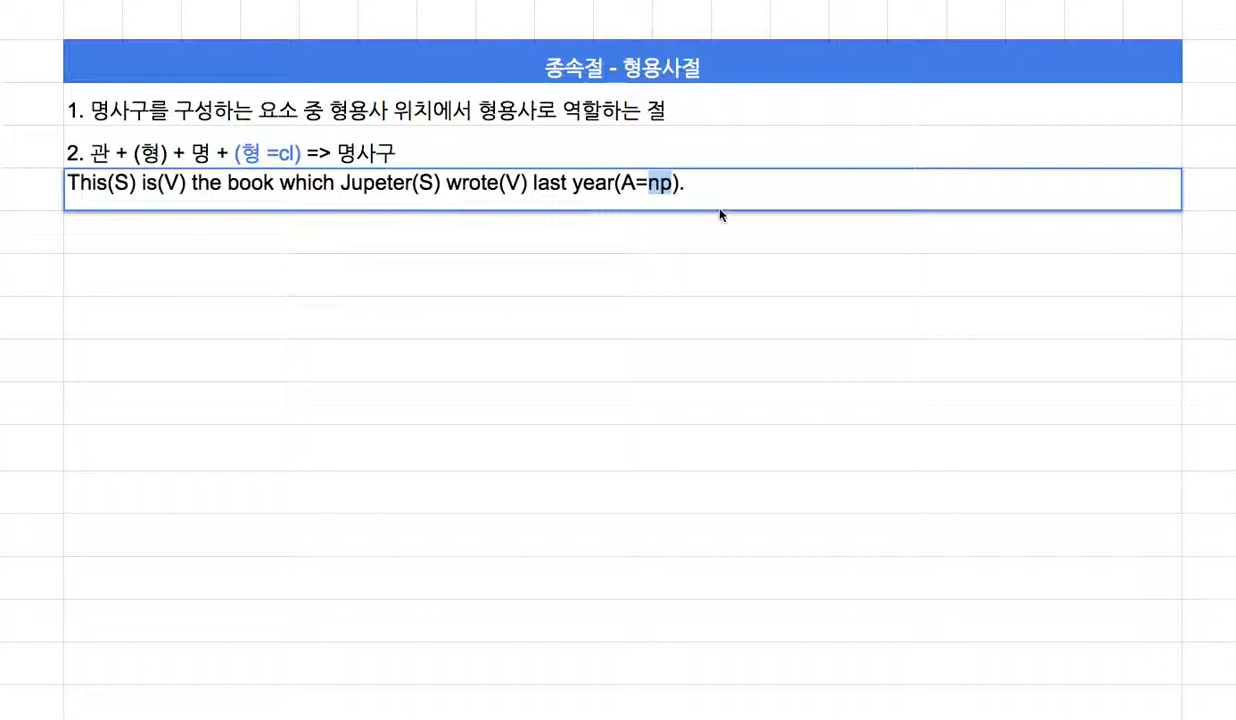 종속절 - 형용사절
1. 명사구를 구성하는 요소 중 형용사 위치에서 형용사로 역할하는 절
2. 관 + (형) + 명 + (형 =cl) => 명사구
This(S) is(V) the book which Jupeter(S) wrote(V) last year(A=np).